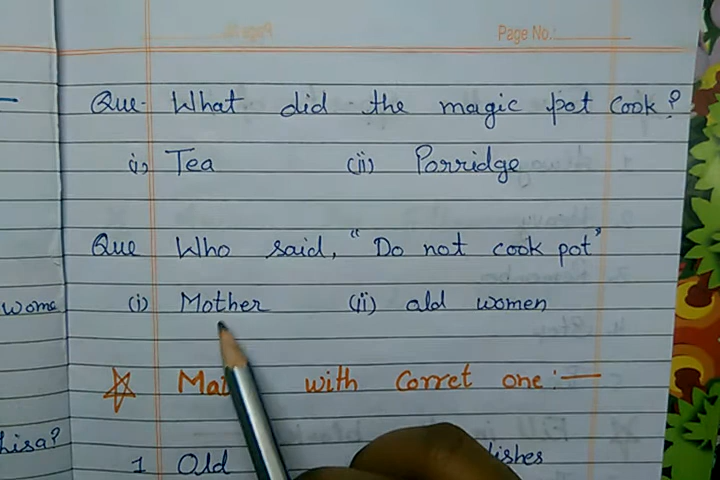 Page No.:
Que. What did the magic pot cook?
(i) Tea (ii) Porridge
Que Who said, "Do not cook pot"
(i) Mother (ii) ald women
with Corret one :-
1 Old